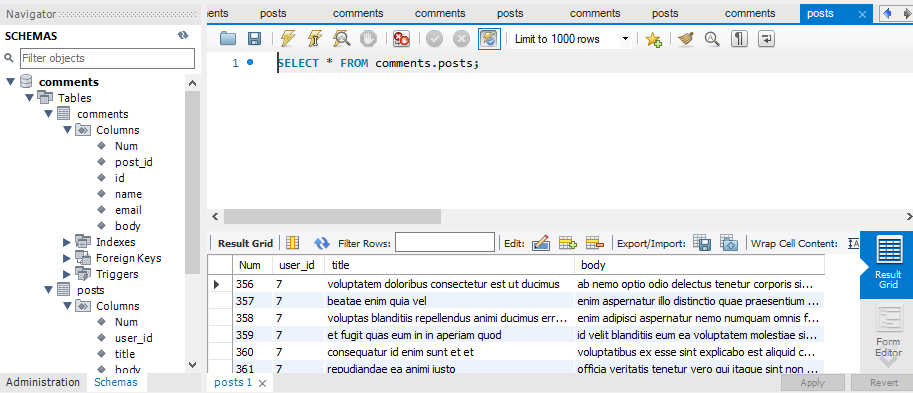 Navigator
ments posts comments comments posts comments posts comments posts
SCHEMAS
Filter objects
Limit to 1000 rows
comments
Tables
comments
Columns
Num
post_id
id
name
email
body
Indexes
Foreign Keys
Triggers
posts
Columns
Num
user_id
title
body
Administration Schemas
1 SELECT * FROM comments.posts;
Result Grid Filter Rows: Edit: Export/Import: Wrap Cell Content: IA
Num user_id title body
356 7 voluptatem doloribus consectetur est ut ducimus ab nemo optio odio delectus tenetur corporis si...
357 7 beatae enim quia vel enim aspernatur illo distinctio quae praesentium ...
358 7 voluptas blanditiis repellendus animi ducimus err... enim adipisci aspernatur nemo numquam omnis f...
359 7 et fugit quas eum in in aperiam quod id velit blanditiis eum ea voluptatem molestiae si...
360 7 consequatur id enim sunt et et voluptatibus ex esse sint explicabo est aliquid c...
361 7 repudiandae ea animi iusto officia veritatis tenetur vero qui itaque sint non ...
Result
Grid
Form
Editor
posts 1
Apply Revert